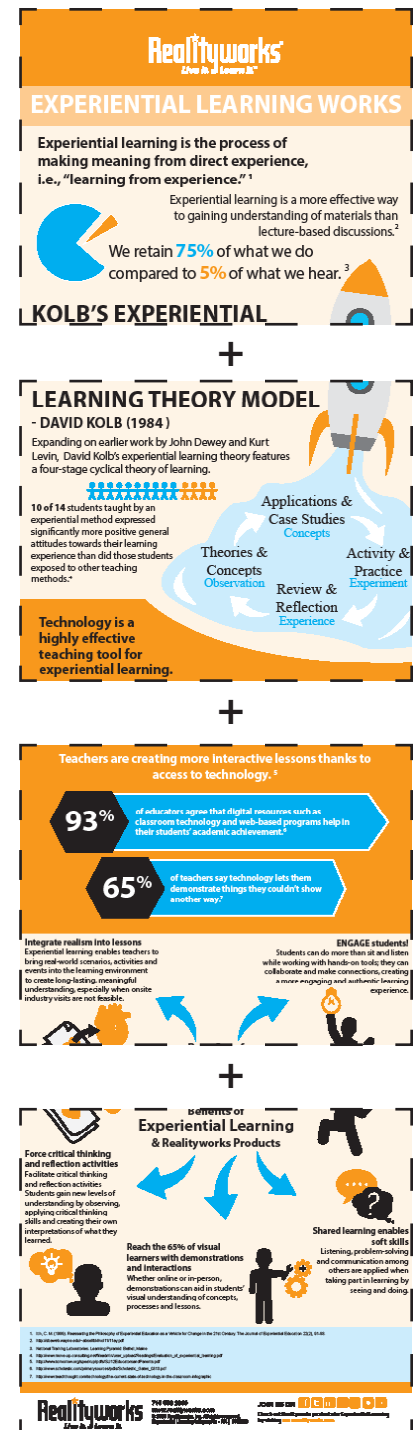 Realityworks
Live it. Learn it.™
EXPERIENTIAL LEARNING WORKS
Experiential learning is the process of
making meaning from direct experience,
i.e., “learning from experience.” 1
Experiential learning is a more effective way
to gaining understanding of materials than
lecture-based discussions.2
We retain 75% of what we do
compared to 5% of what we hear. 3
KOLB’S EXPERIENTIAL
+
LEARNING THEORY MODEL
- DAVID KOLB (1984 )
Expanding on earlier work by John Dewey and Kurt
Levin, David Kolb’s experiential learning theory features
a four-stage cyclical theory of learning.
10 of 14 students taught by an
experiential method expressed
significantly more positive general
attitudes towards their learning
experience than did those students
exposed to other teaching
methods.4
Applications &
Case Studies
Concepts
Theories &
Concepts
Observation
Activity &
Practice
Experiment
Review &
Reflection
Experience
Technology is a
highly effective
teaching tool for
experiential learning.
+
Teachers are creating more interactive lessons thanks to
access to technology. 5
93%
of educators agree that digital resources such as
classroom technology and web-based programs help in
their students’ academic achievement.6
65%
of teachers say technology lets them
demonstrate things they couldn’t show
another way.7
Integrate realism into lessons
Experiential learning enables teachers to
bring real-world scenarios, activities and
events into the learning environment
to create long-lasting, meaningful
understanding, especially when onsite
industry visits are not feasible.
ENGAGE students!
Students can do more than sit and listen
while working with hands-on tools; they can
collaborate and make connections, creating
a more engaging and authentic learning
experience.
+
Benefits of
Experiential Learning
& Realityworks Products
Force critical thinking
and reflection activities
Facilitate critical thinking
and reflection activities
Students gain new levels of
understanding by observing,
applying critical thinking
skills and creating their own
interpretations of what they
learned.
Reach the 65% of visual
learners with demonstrations
and interactions
Whether online or in-person,
demonstrations can aid in students’
visual understanding of concepts,
processes and lessons.
Shared learning enables
soft skills
Listening, problem-solving
and communication among
others are applied when
taking part in learning by
seeing and doing.
Realityworks
JOIN US ON